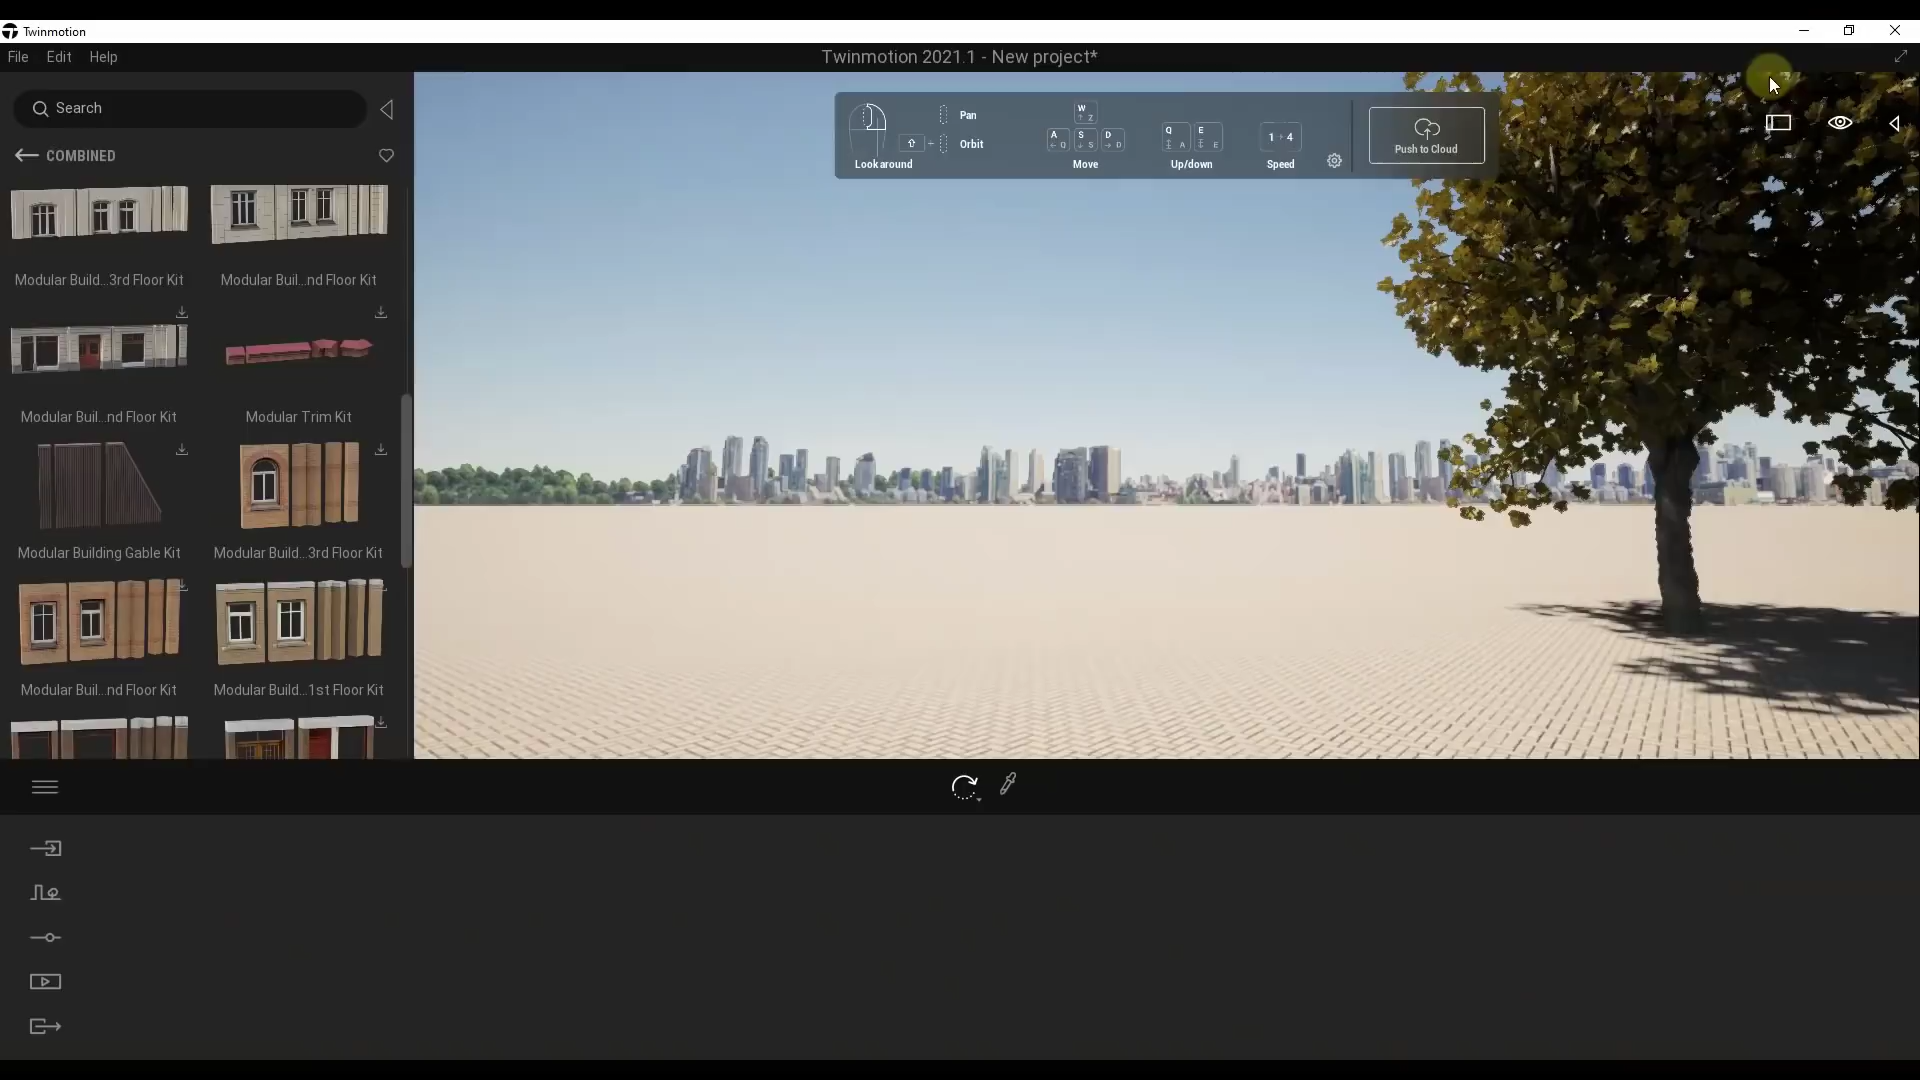 Twinmotion
File Edit Help
Twinmotion 2021.1 - New project*
Search
COMBINED
Pan
Orbit
Look around
W
A S D
Move
Q E
Up/down
1 + 4
Speed
Push to Cloud
Modular Build...3rd Floor Kit
Modular Buil...nd Floor Kit
Modular Buil...nd Floor Kit
Modular Trim Kit
Modular Building Gable Kit
Modular Build...3rd Floor Kit
Modular Buil...nd Floor Kit
Modular Build...1st Floor Kit